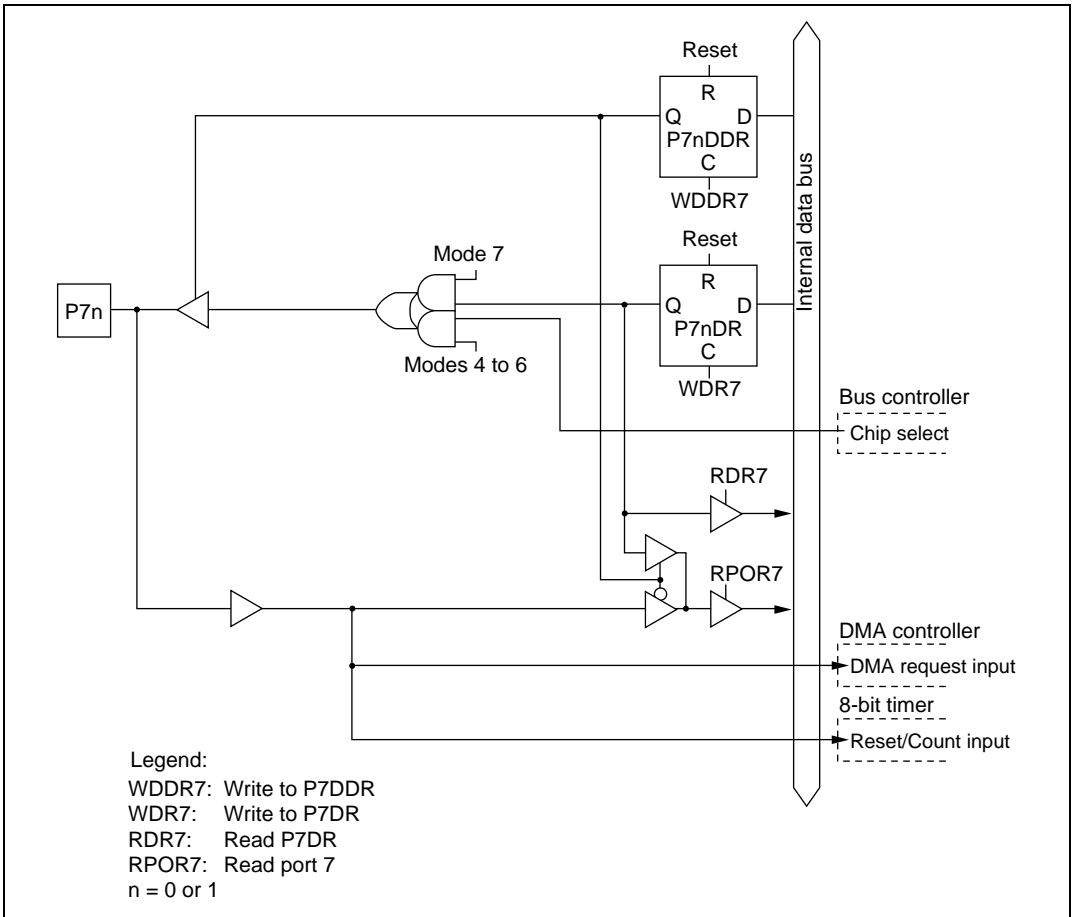 Reset
R
Q D
P7nDDR
C
WDDR7
Internal data bus
Reset
Mode 7
R
P7n
Q D
P7nDR
C
Modes 4 to 6
WDR7
Bus controller
Chip select
RDR7
RPOR7
DMA controller
DMA request input
8-bit timer
Reset/Count input
Legend:
WDDR7: Write to P7DDR
WDR7: Write to P7DR
RDR7: Read P7DR
RPOR7: Read port 7
n = 0 or 1